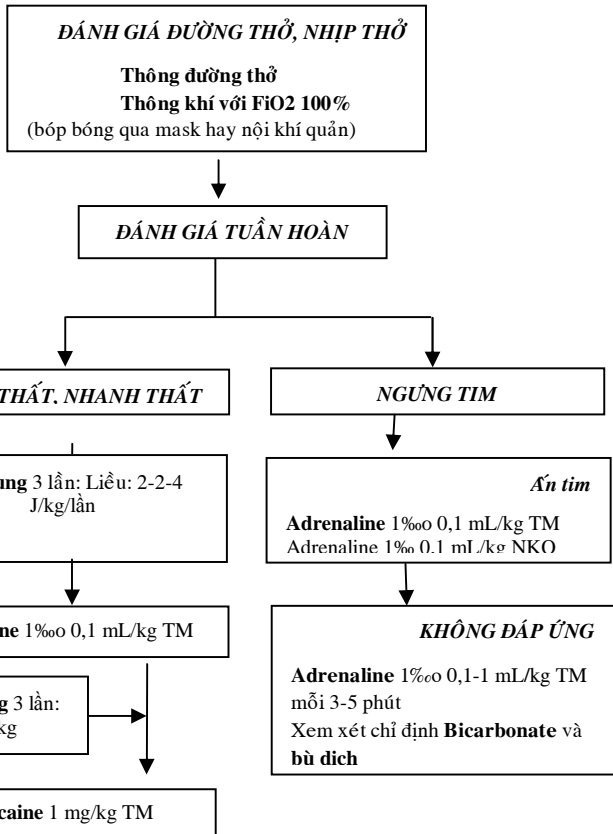 ĐÁNH GIÁ ĐƯỜNG THỞ, NHỊP THỞ
Thông đường thở
Thông khí với FiO2 100%
(bóp bóng qua mask hay nội khí quản)
ĐÁNH GIÁ TUẦN HOÀN
THẤT, NHANH THẤT
ung 3 lần: Liều: 2-2-4
J/kg/lần
ne 1‰o 0,1 mL/kg TM
g 3 lần:
kg
caine 1 mg/kg TM
NGƯNG TIM
Ấn tim
Adrenaline 1‰o 0,1 mL/kg TM
Adrenaline 1‰ 0,1 mL/kg NKQ
KHÔNG ĐÁP ỨNG
Adrenaline 1‰o 0,1-1 mL/kg TM
mỗi 3-5 phút
Xem xét chỉ định Bicarbonate và
bù dịch